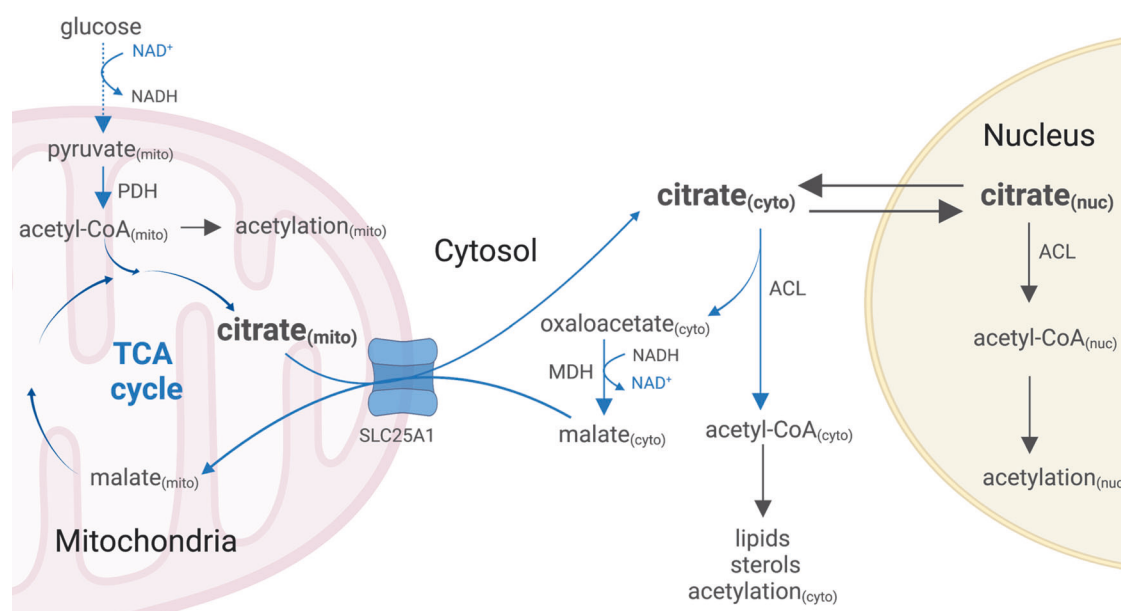 glucose
NAD⁺
NADH
pyruvate(mito)
PDH
acetyl-CoA(mito)
acetylation(mito)
citrate(mito)
TCA
cycle
malate(mito)
Mitochondria
Cytosol
SLC25A1
citrate(cyto)
ACL
oxaloacetate(cyto)
MDH
NADH
NAD⁺
malate(cyto)
acetyl-CoA(cyto)
lipids
sterols
acetylation(cyto)
Nucleus
citrate(nuc)
ACL
acetyl-CoA(nuc)
acetylation(nuc